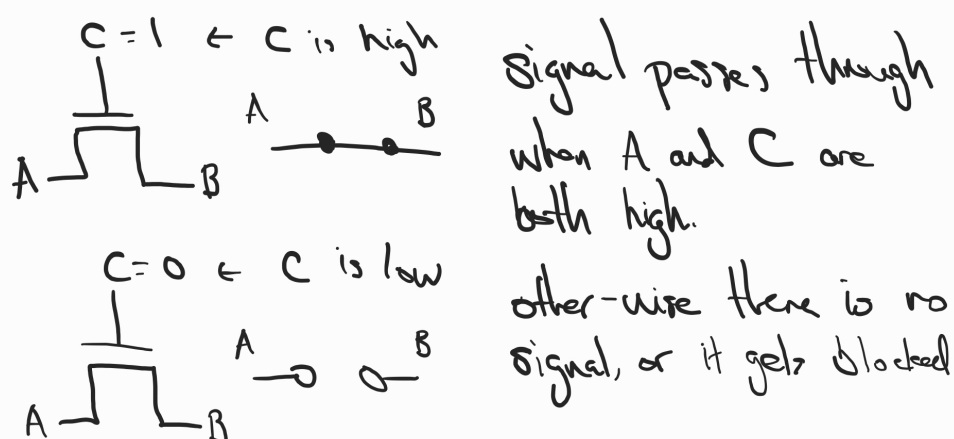 C = 1 ← C is high
A B
A B
C = 0 ← C is low
A B
A B
signal passes through
when A and C are
both high.
other-wise there is no
signal, or it gets blocked